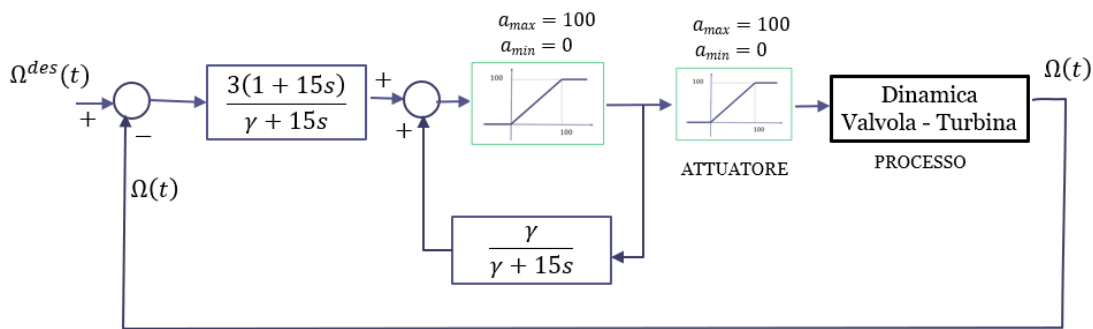 a_max = 100
a_min = 0
a_max = 100
a_min = 0
Ω^des(t)
+
−
3(1 + 15s)
γ + 15s
+
+
100
100
100
100
ATTUATORE
Dinamica
Valvola - Turbina
PROCESSO
Ω(t)
Ω(t)
γ
γ + 15s